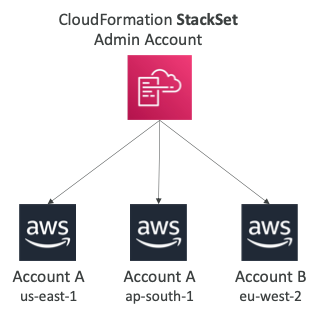 CloudFormation StackSet
Admin Account
aws
aws
aws
Account A
us-east-1
Account A
ap-south-1
Account B
eu-west-2